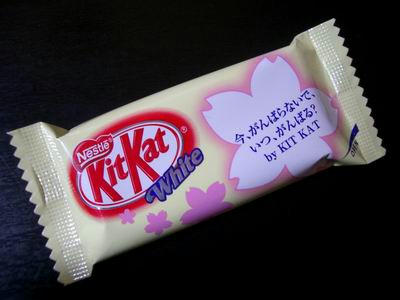 Nestlé
KitKat®
White
今、がんばらないで、
いつ、がんばる?
by KIT KAT
OPEN